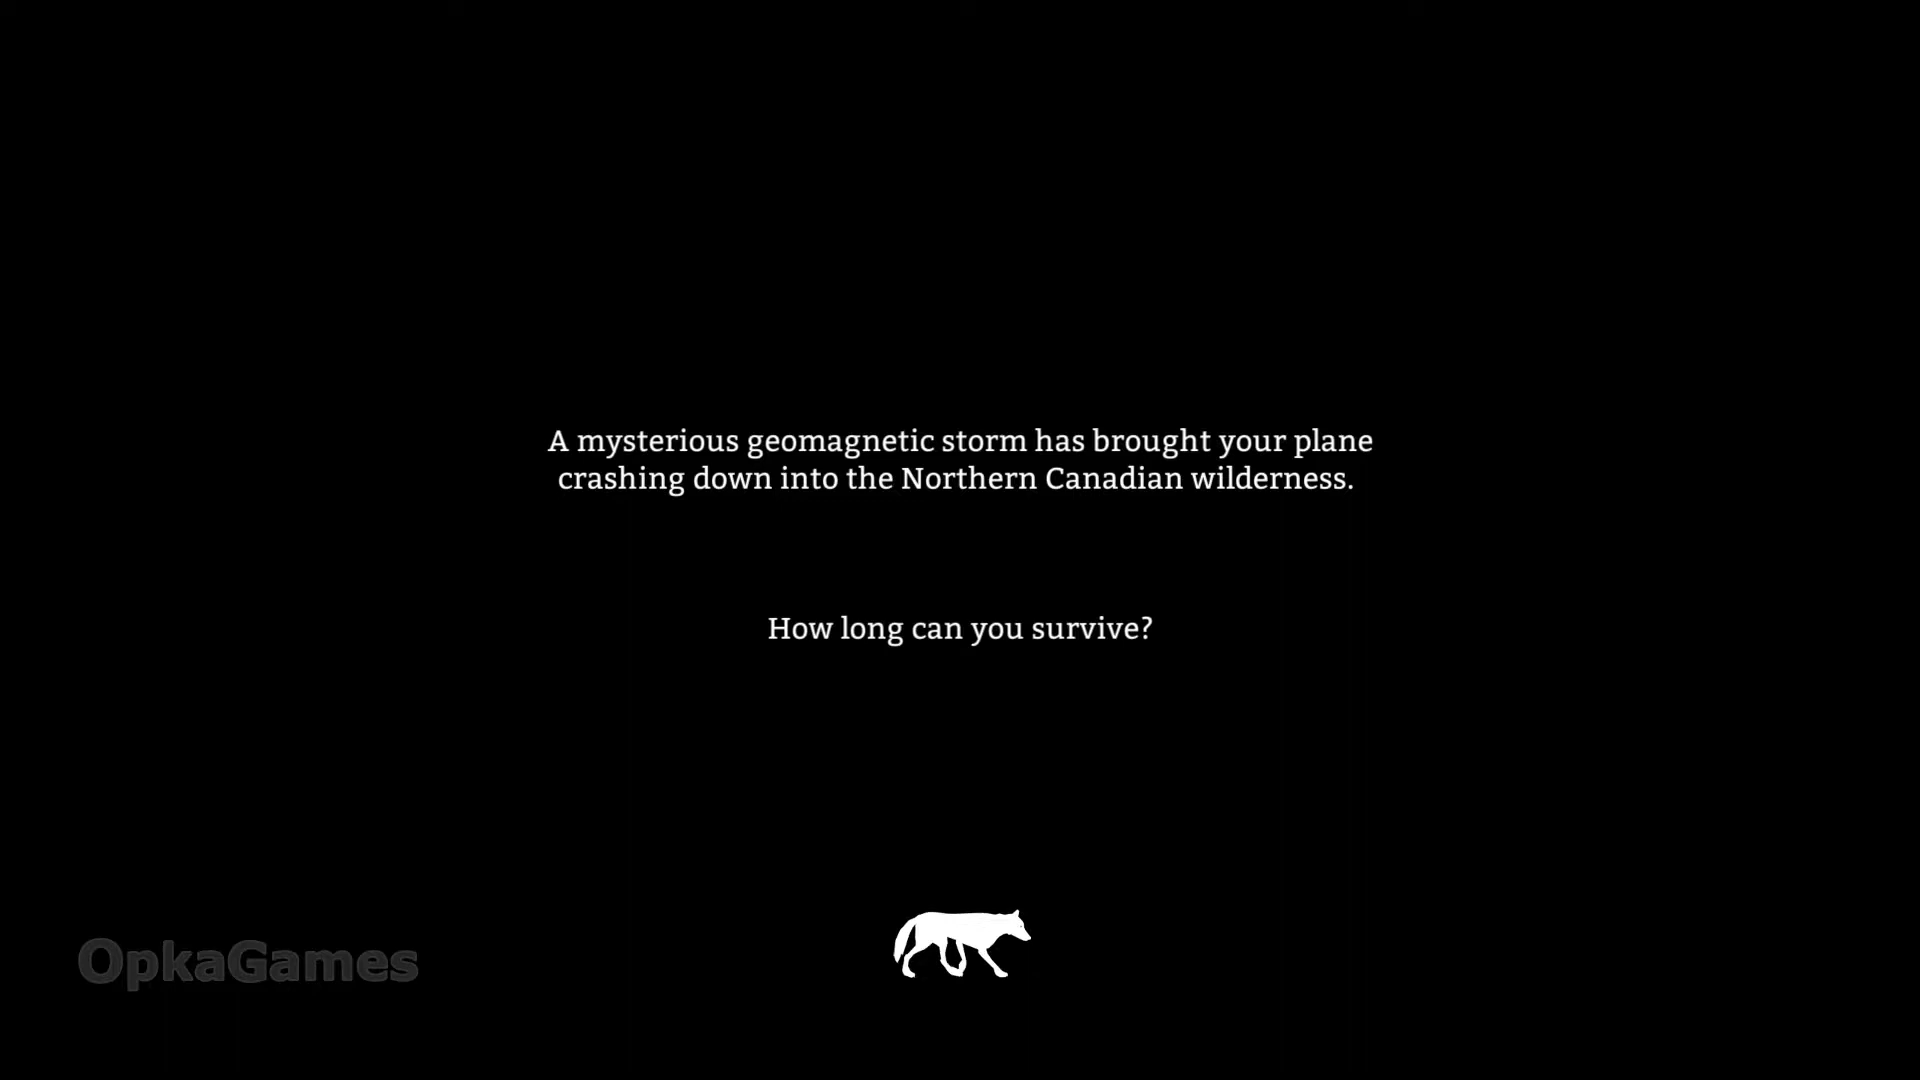 A mysterious geomagnetic storm has brought your plane
crashing down into the Northern Canadian wilderness.
How long can you survive?
OpkaGames